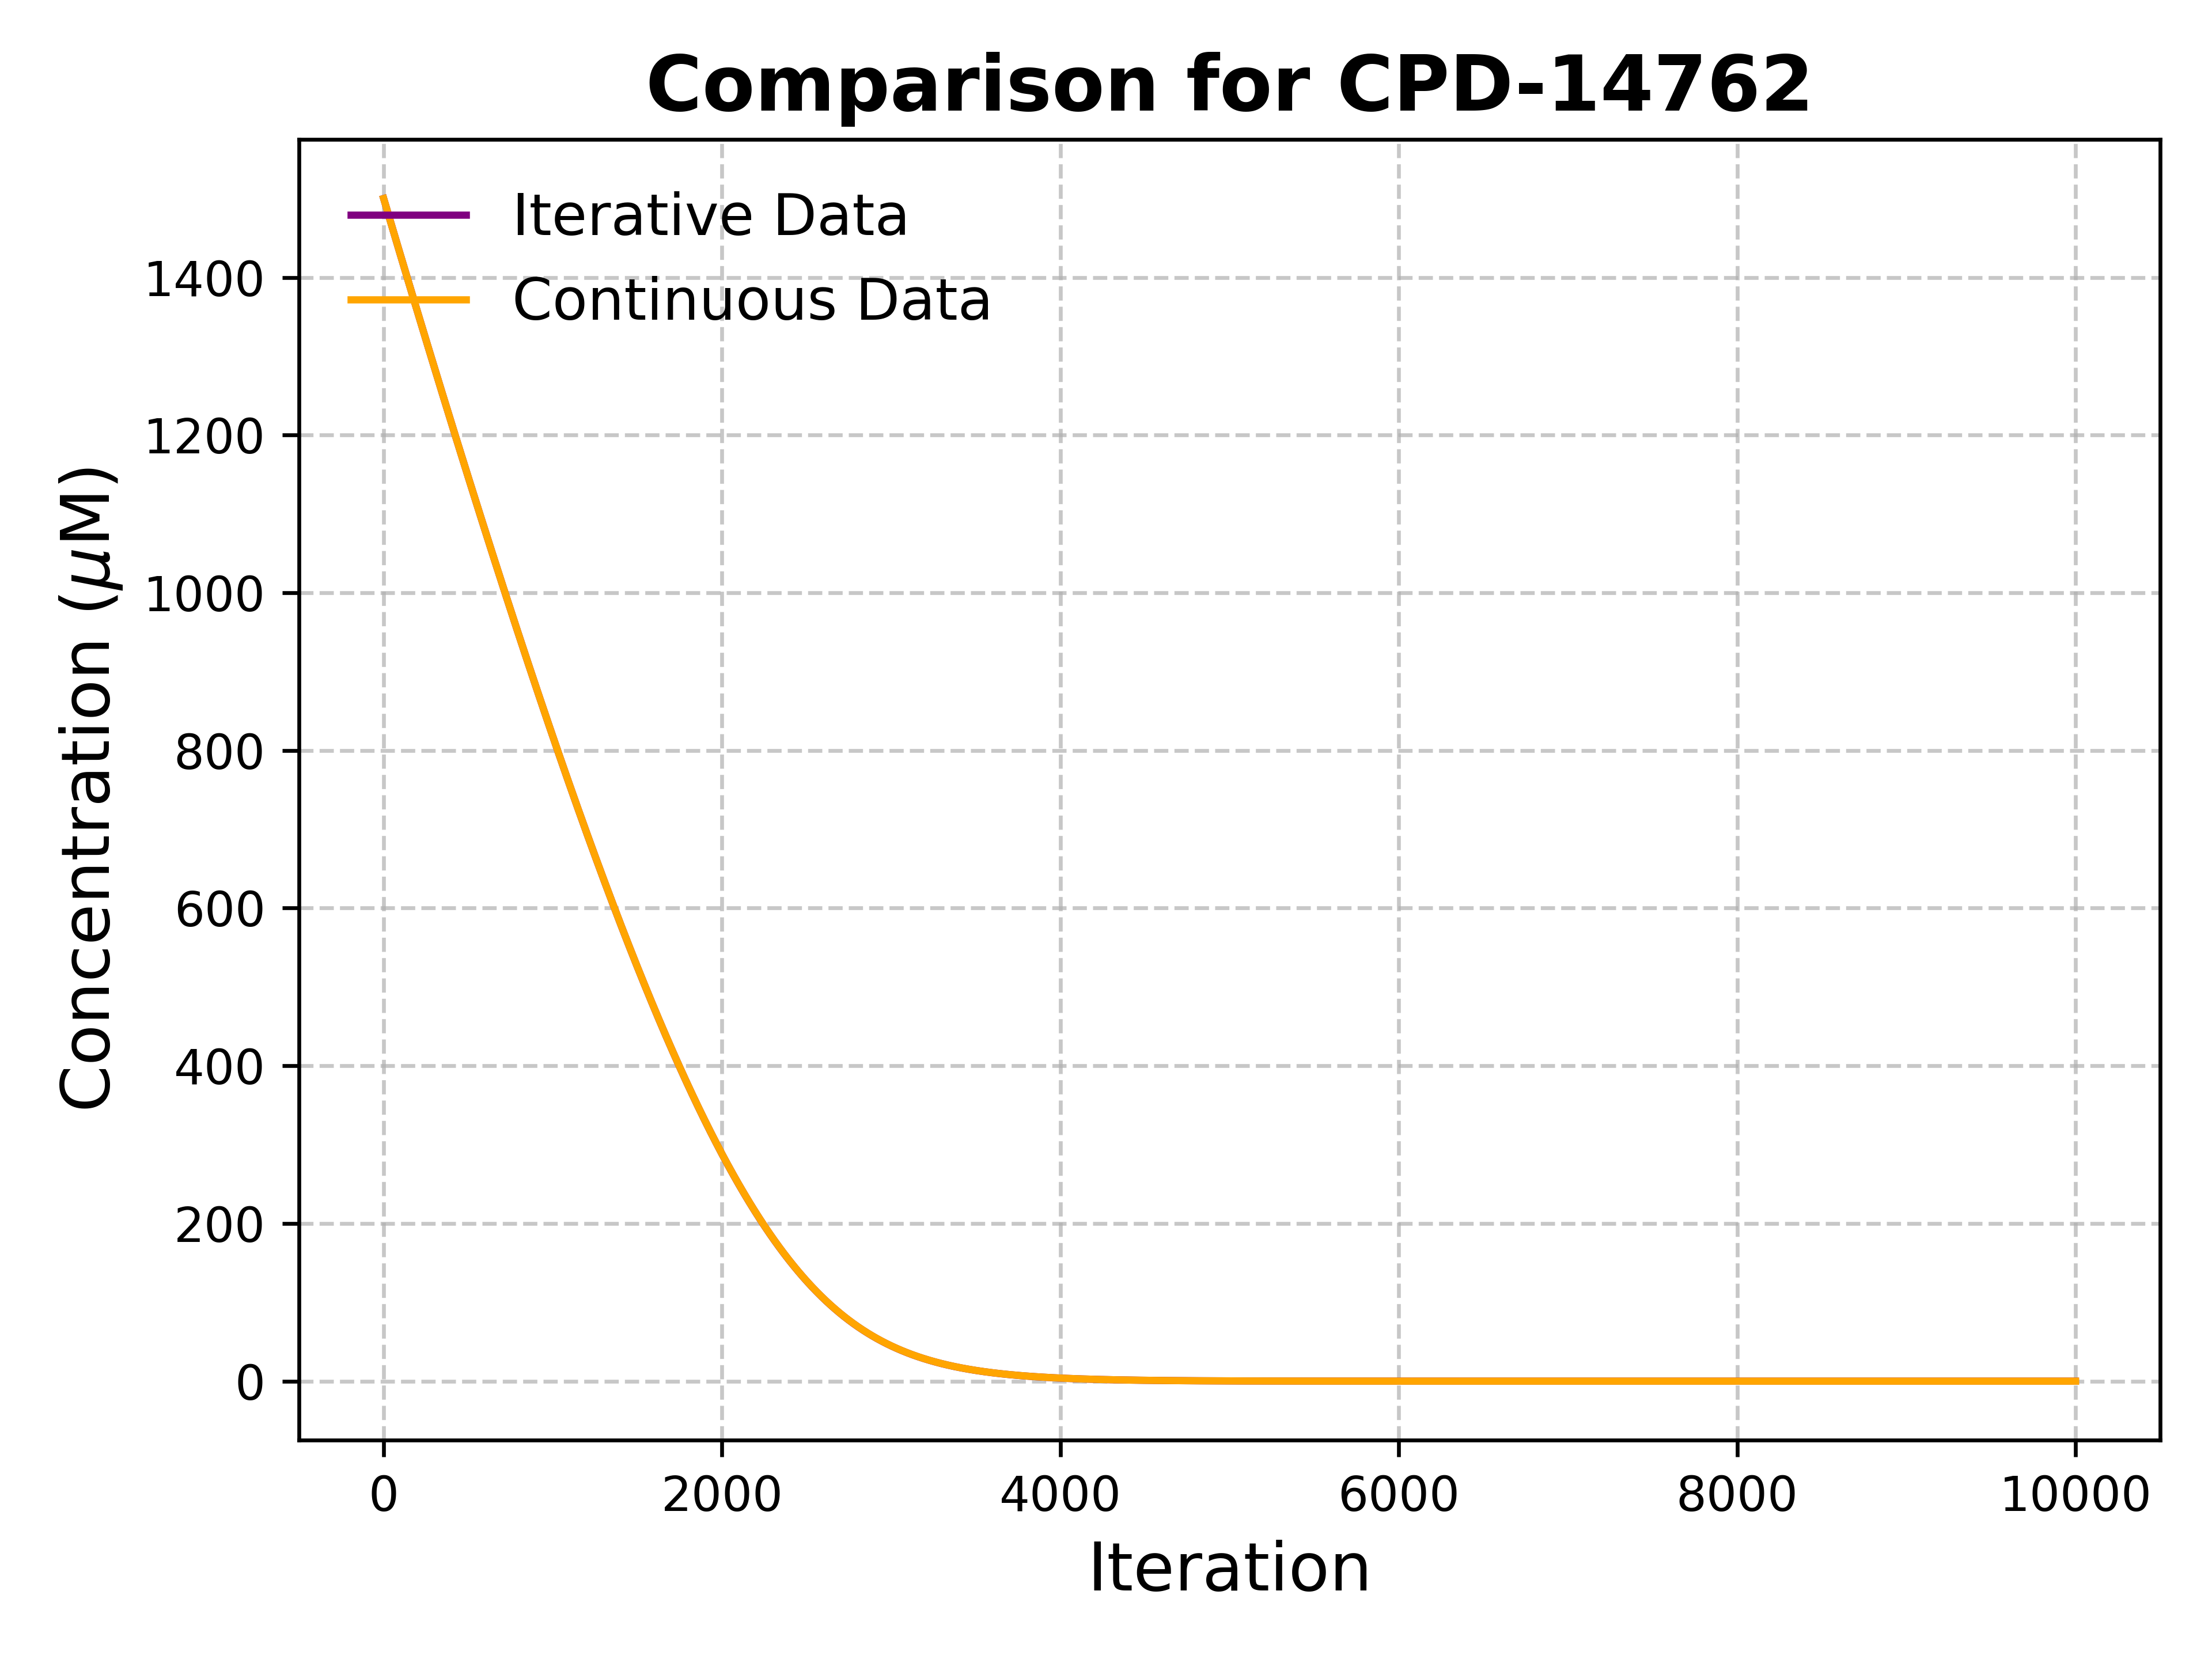 Comparison for CPD-14762
Iterative Data
Continuous Data
Concentration (μM)
1400
1200
1000
800
600
400
200
0
0 2000 4000 6000 8000 10000
Iteration